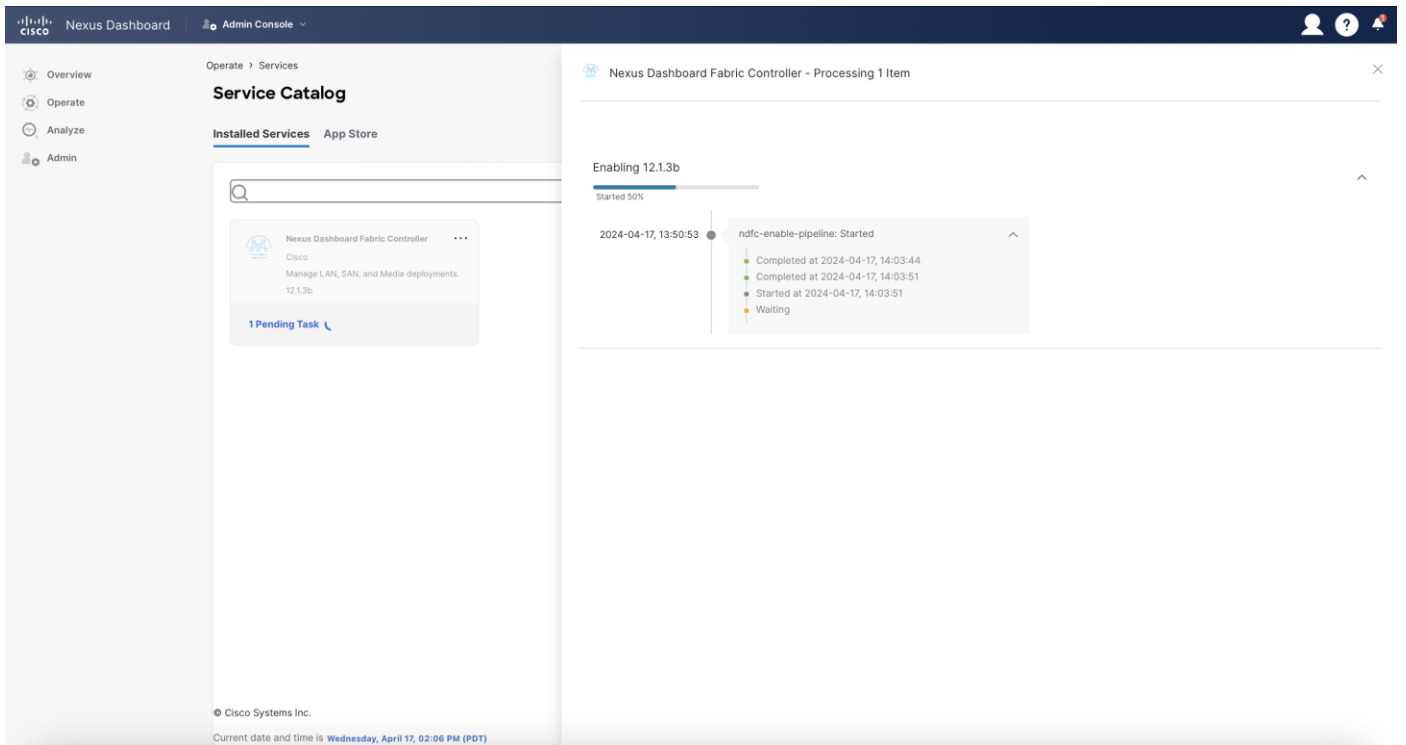 CISCO
Nexus Dashboard
Admin Console
?
Overview
Operate
Analyze
Admin
Operate › Services
Service Catalog
Installed Services App Store
Nexus Dashboard Fabric Controller ...
Cisco
Manage LAN, SAN, and Media deployments.
12.1.3b
1 Pending Task
© Cisco Systems Inc.
Current date and time is Wednesday, April 17, 02:06 PM (PDT)
Nexus Dashboard Fabric Controller - Processing 1 Item
Enabling 12.1.3b
Started 50%
2024-04-17, 13:50:53
ndfc-enable-pipeline: Started
Completed at 2024-04-17, 14:03:44
Completed at 2024-04-17, 14:03:51
Started at 2024-04-17, 14:03:51
Waiting